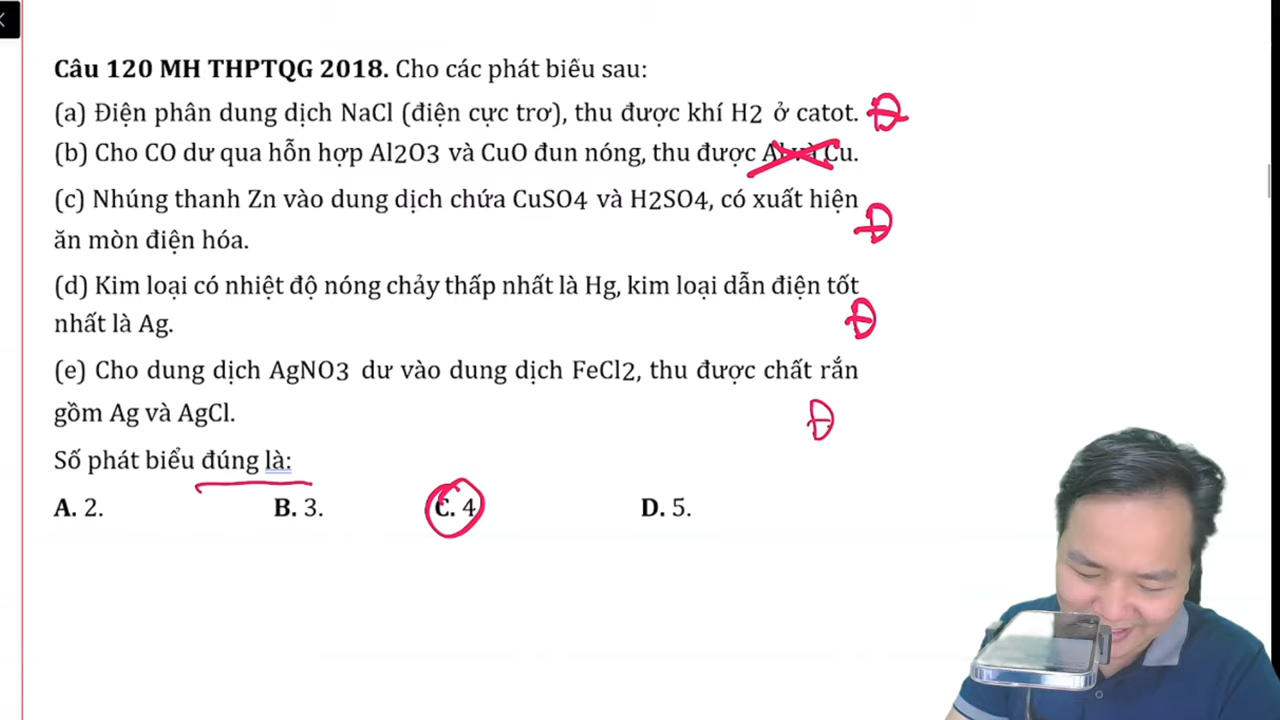 Câu 120 MH THPTQG 2018. Cho các phát biểu sau:
(a) Điện phân dung dịch NaCl (điện cực trơ), thu được khí H2 ở catot. Đ
(b) Cho CO dư qua hỗn hợp Al2O3 và CuO đun nóng, thu được Al và Cu.
(c) Nhúng thanh Zn vào dung dịch chứa CuSO4 và H2SO4, có xuất hiện
ăn mòn điện hóa. Đ
(d) Kim loại có nhiệt độ nóng chảy thấp nhất là Hg, kim loại dẫn điện tốt
nhất là Ag. Đ
(e) Cho dung dịch AgNO3 dư vào dung dịch FeCl2, thu được chất rắn
gồm Ag và AgCl. Đ
Số phát biểu đúng là:
A. 2. B. 3. C. 4 D. 5.